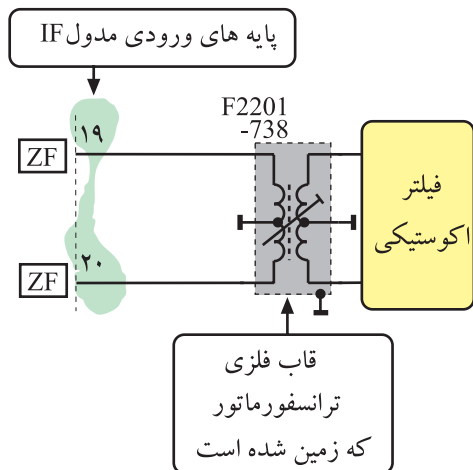 پایه های ورودی مدول IF
F2201
-738
۱۹
ZF
فیلتر
اکوستیکی
۲۰
ZF
قاب فلزی
ترانسفورماتور
که زمین شده است